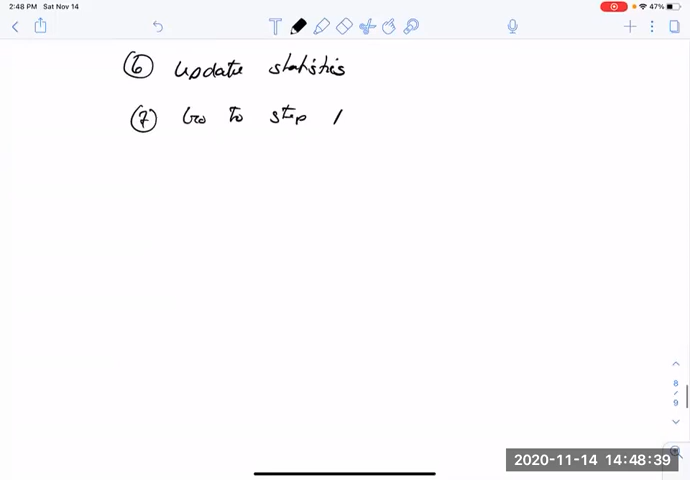 2:48 PM Sat Nov 14 47%
T
⑥ update statistics
⑦ Go to step 1
8
/
9
2020-11-14 14:48:39